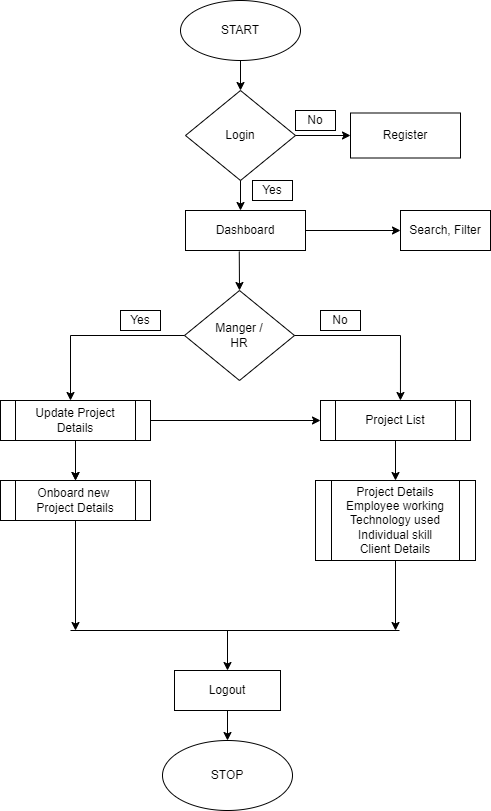 START
Login
No
Register
Yes
Dashboard
Search, Filter
Yes
Manger /
HR
No
Update Project
Details
Project List
Onboard new
Project Details
Project Details
Employee working
Technology used
Individual skill
Client Details
Logout
STOP